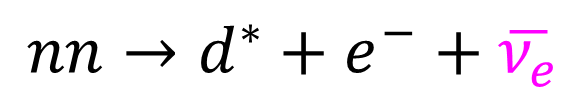 nn → d* + e⁻ + ν̅ₑ